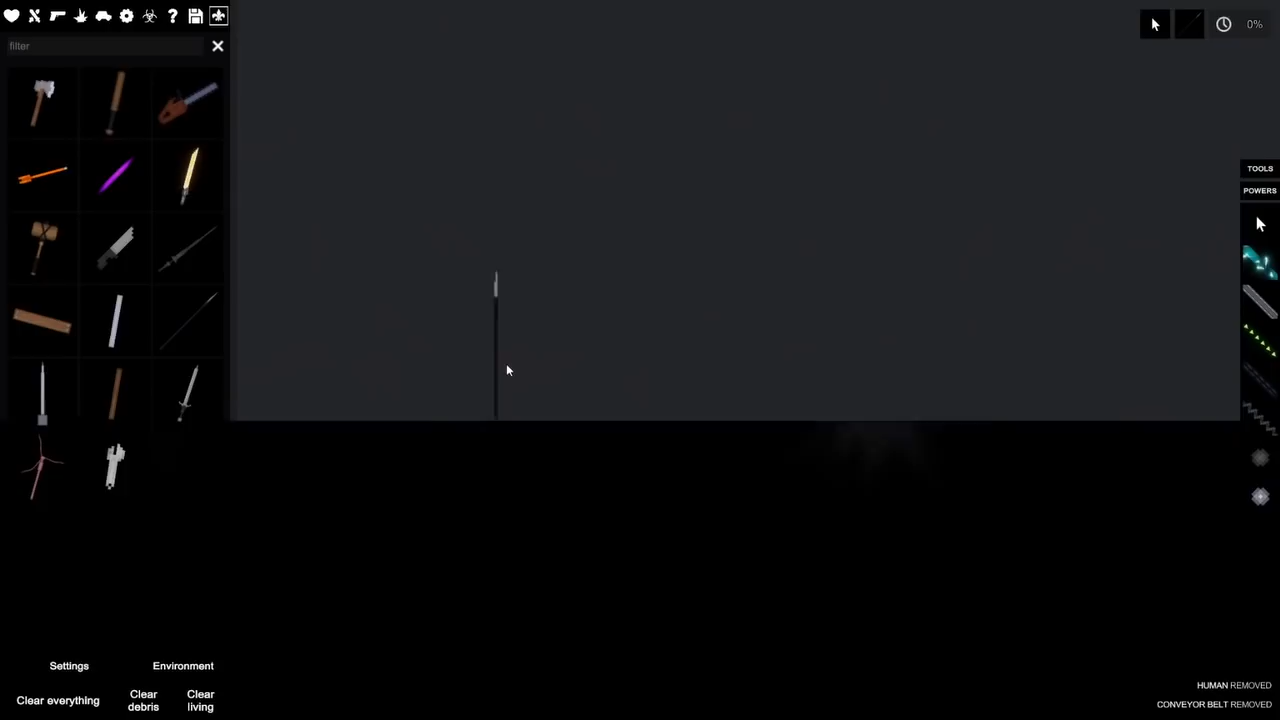 filter
0%
TOOLS
POWERS
Settings
Environment
Clear everything
Clear debris
Clear living
HUMAN REMOVED
CONVEYOR BELT REMOVED